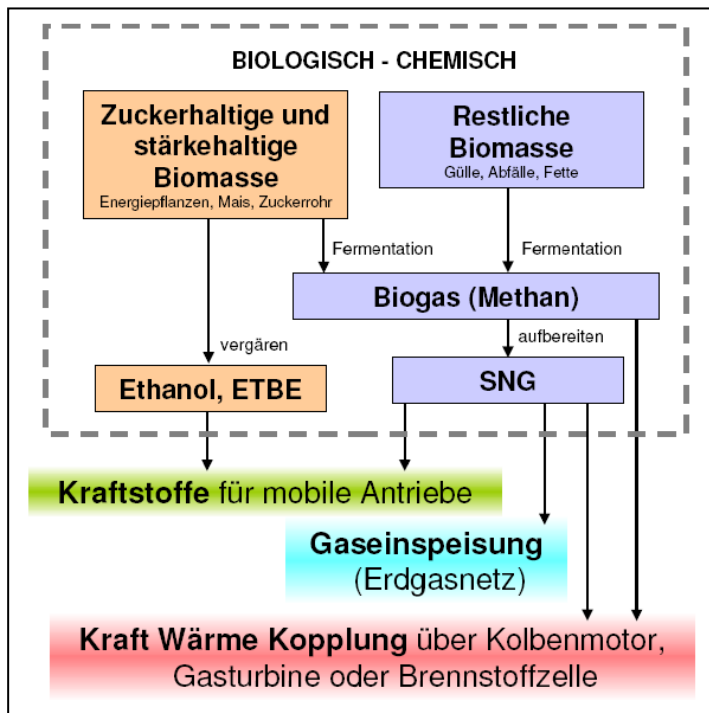 BIOLOGISCH - CHEMISCH
Zuckerhaltige und
stärkehaltige
Biomasse
Energiepflanzen, Mais, Zuckerrohr
Restliche
Biomasse
Gülle, Abfälle, Fette
Fermentation
Fermentation
Biogas (Methan)
vergären
aufbereiten
Ethanol, ETBE
SNG
Kraftstoffe für mobile Antriebe
Gaseinspeisung
(Erdgasnetz)
Kraft Wärme Kopplung über Kolbenmotor,
Gasturbine oder Brennstoffzelle